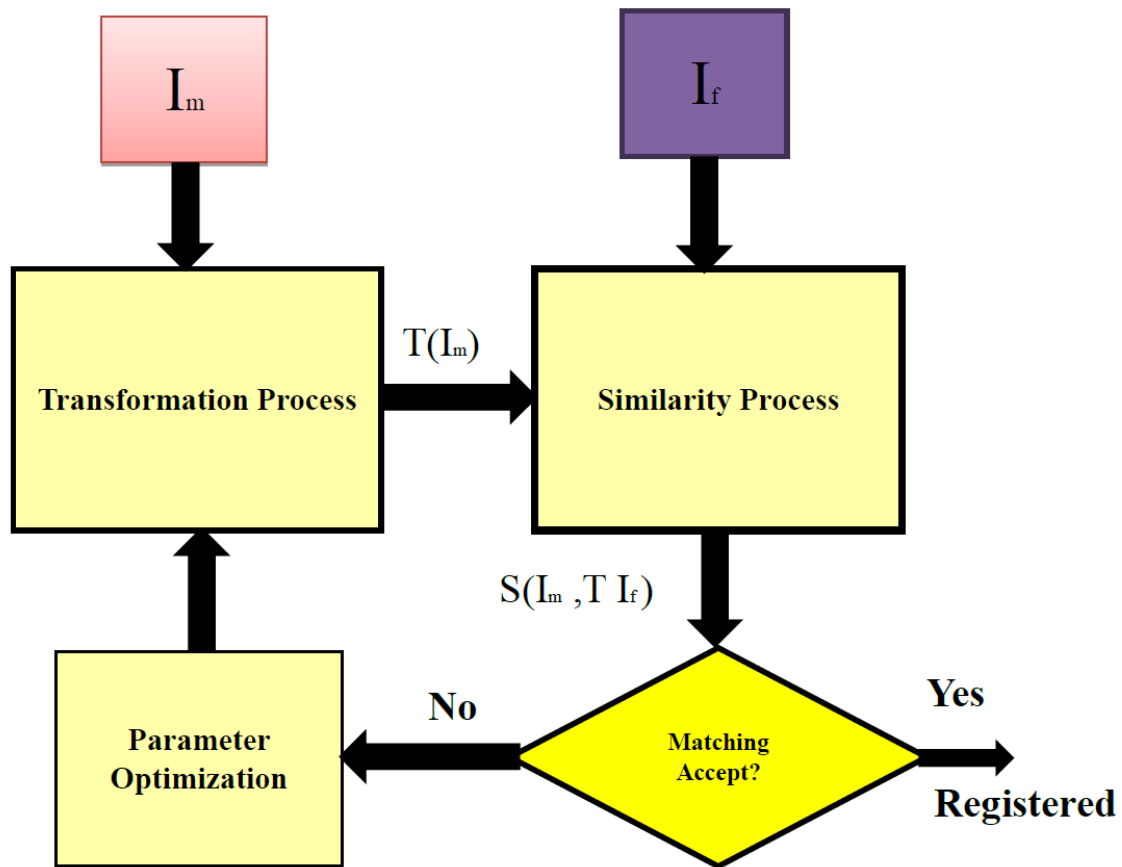 Im
If
T(Im)
Transformation Process
Similarity Process
S(Im ,T If)
No
Yes
Parameter
Optimization
Matching
Accept?
Registered